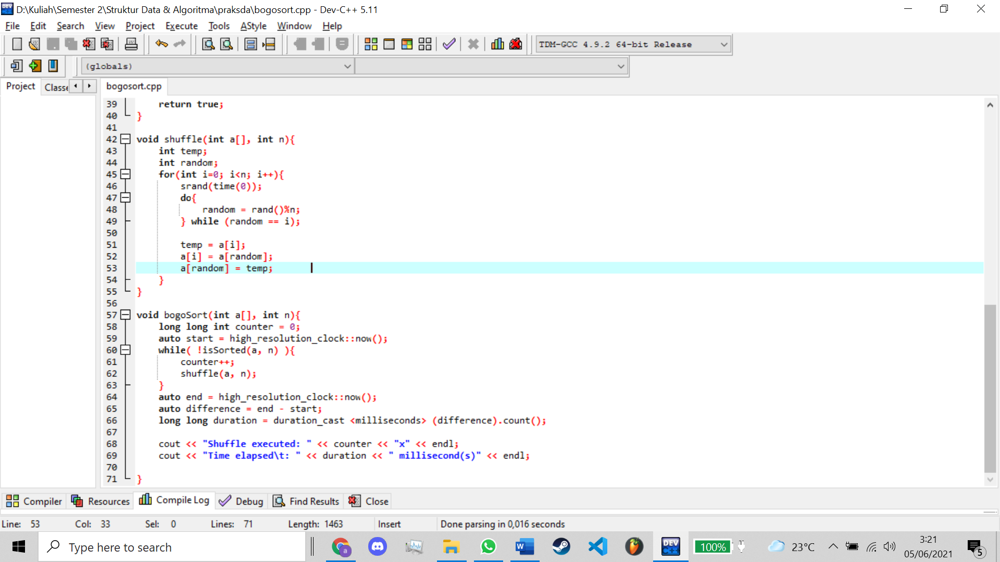 D:\Kuliah\Semester 2\Struktur Data & Algoritma\praksda\bogosort.cpp - Dev-C++ 5.11
File Edit Search View Project Execute Tools AStyle Window Help
TDM-GCC 4.9.2 64-bit Release
(globals)
Project Classe bogosort.cpp
39 return true;
40 }
41
42 void shuffle(int a[], int n){
43 int temp;
44 int random;
45 for(int i=0; i<n; i++){
46 srand(time(0));
47 do{
48 random = rand()%n;
49 } while (random == i);
50
51 temp = a[i];
52 a[i] = a[random];
53 a[random] = temp;
54 }
55 }
56
57 void bogoSort(int a[], int n){
58 long long int counter = 0;
59 auto start = high_resolution_clock::now();
60 while( !isSorted(a, n) ){
61 counter++;
62 shuffle(a, n);
63 }
64 auto end = high_resolution_clock::now();
65 auto difference = end - start;
66 long long duration = duration_cast <milliseconds> (difference).count();
67
68 cout << "Shuffle executed: " << counter << "x" << endl;
69 cout << "Time elapsed\t: " << duration << " millisecond(s)" << endl;
70
71 }
Compiler Resources Compile Log Debug Find Results Close
Line: 53 Col: 33 Sel: 0 Lines: 71 Length: 1463 Insert Done parsing in 0,016 seconds
Type here to search
DEV C++
100%
23°C
3:21
05/06/2021
5